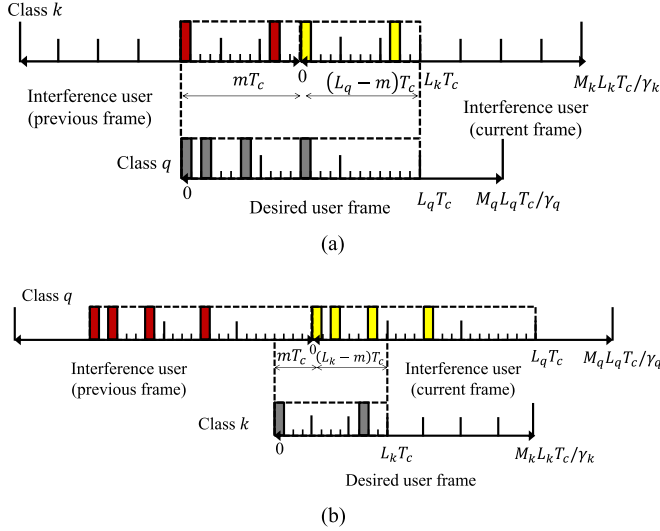 Class k
mT_c
0
(L_q − m)T_c
L_kT_c
M_kL_kT_c/γ_k
Interference user
(previous frame)
Interference user
(current frame)
Class q
0
Desired user frame
L_qT_c
M_qL_qT_c/γ_q
(a)
Class q
mT_c
0
(L_k − m)T_c
L_qT_c
M_qL_qT_c/γ_q
Interference user
(previous frame)
Interference user
(current frame)
Class k
0
L_kT_c
M_kL_kT_c/γ_k
Desired user frame
(b)